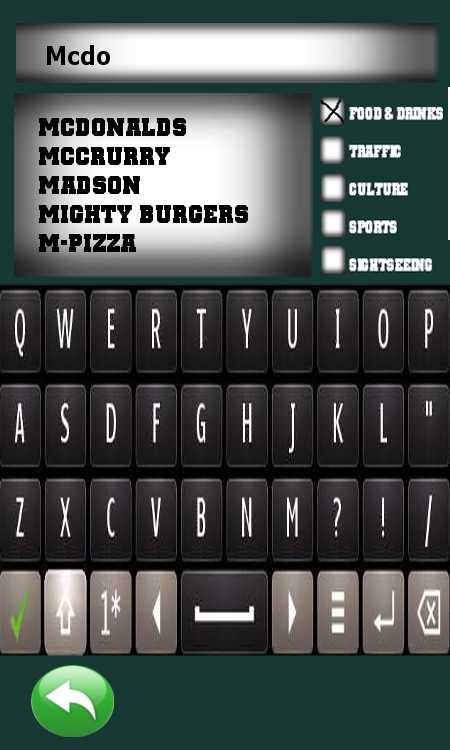 Mcdo
MCDONALDS
MCCRURRY
MADSON
MIGHTY BURGERS
M-PIZZA
FOOD & DRINKS
TRAFFIC
CULTURE
SPORTS
SIGHTSEEING
Q W E R T Y U I O P
A S D F G H J K L "
Z X C V B N M ? ! /
1*